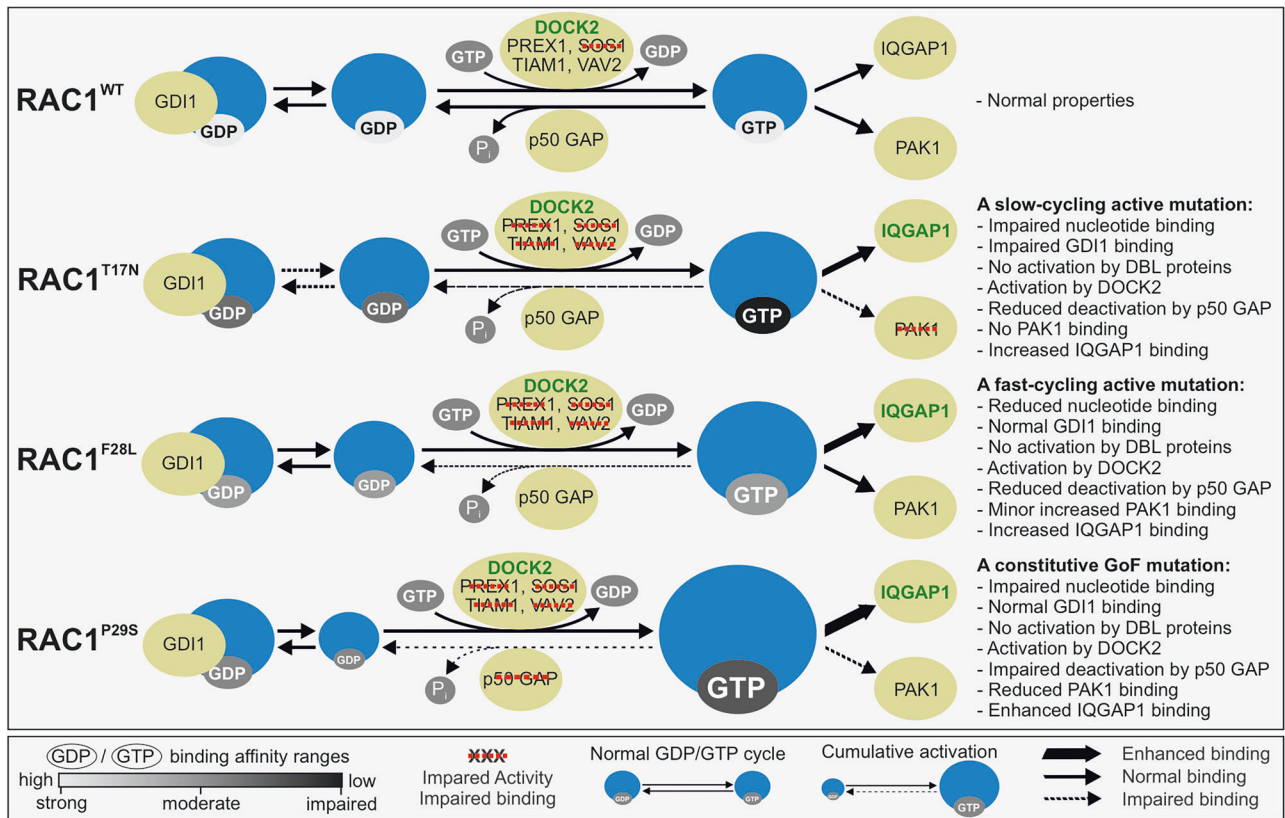 RAC1WT
GDI1
GDP
GDP
GTP
DOCK2
PREX1, SOS1
TIAM1, VAV2
GDP
Pi
p50 GAP
GTP
IQGAP1
PAK1
- Normal properties
RAC1T17N
GDI1
GDP
GDP
GTP
DOCK2
PREX1, SOS1
TIAM1, VAV2
GDP
Pi
p50 GAP
GTP
IQGAP1
PAK1
A slow-cycling active mutation:
- Impaired nucleotide binding
- Impaired GDI1 binding
- No activation by DBL proteins
- Activation by DOCK2
- Reduced deactivation by p50 GAP
- No PAK1 binding
- Increased IQGAP1 binding
RAC1F28L
GDI1
GDP
GDP
GTP
DOCK2
PREX1, SOS1
TIAM1, VAV2
GDP
Pi
p50 GAP
GTP
IQGAP1
PAK1
A fast-cycling active mutation:
- Reduced nucleotide binding
- Normal GDI1 binding
- No activation by DBL proteins
- Activation by DOCK2
- Reduced deactivation by p50 GAP
- Minor increased PAK1 binding
- Increased IQGAP1 binding
RAC1P29S
GDI1
GDP
GDP
GTP
DOCK2
PREX1, SOS1
TIAM1, VAV2
GDP
Pi
p50 GAP
GTP
IQGAP1
PAK1
A constitutive GoF mutation:
- Impaired nucleotide binding
- Normal GDI1 binding
- No activation by DBL proteins
- Activation by DOCK2
- Impaired deactivation by p50 GAP
- Reduced PAK1 binding
- Enhanced IQGAP1 binding
GDP / GTP binding affinity ranges
high low
strong moderate impaired
XXX
Impared Activity
Impaired binding
Normal GDP/GTP cycle
GDP
GTP
Cumulative activation
GDP
GTP
Enhanced binding
Normal binding
Impaired binding